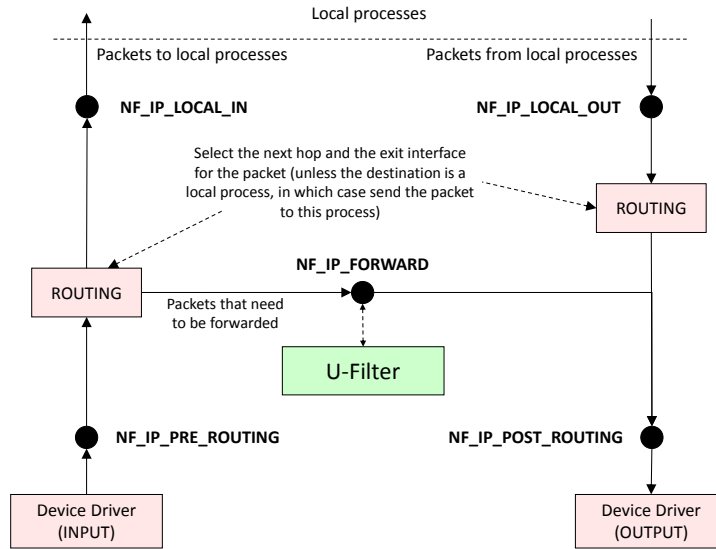 Local processes
Packets to local processes
Packets from local processes
NF_IP_LOCAL_IN
NF_IP_LOCAL_OUT
Select the next hop and the exit interface
for the packet (unless the destination is a
local process, in which case send the packet
to this process)
ROUTING
NF_IP_FORWARD
ROUTING
Packets that need
to be forwarded
U-Filter
NF_IP_PRE_ROUTING
NF_IP_POST_ROUTING
Device Driver
(INPUT)
Device Driver
(OUTPUT)